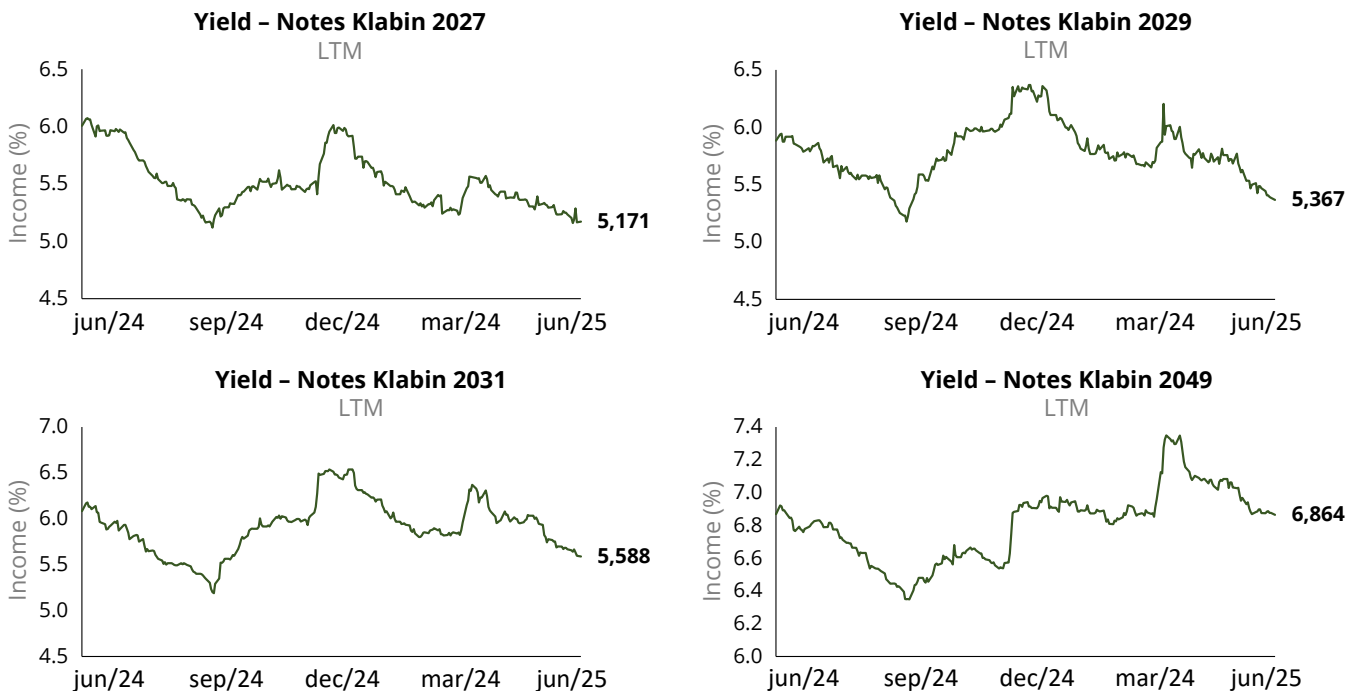 Yield – Notes Klabin 2027
LTM
Income (%)
6.5
6.0
5.5
5.0
4.5
5,171
jun/24 sep/24 dec/24 mar/24 jun/25
Yield – Notes Klabin 2029
LTM
Income (%)
6.5
6.0
5.5
5.0
4.5
5,367
jun/24 sep/24 dec/24 mar/24 jun/25
Yield – Notes Klabin 2031
LTM
Income (%)
7.0
6.5
6.0
5.5
5.0
4.5
5,588
jun/24 sep/24 dec/24 mar/24 jun/25
Yield – Notes Klabin 2049
LTM
Income (%)
7.4
7.2
7.0
6.8
6.6
6.4
6.2
6.0
6,864
jun/24 sep/24 dec/24 mar/24 jun/25